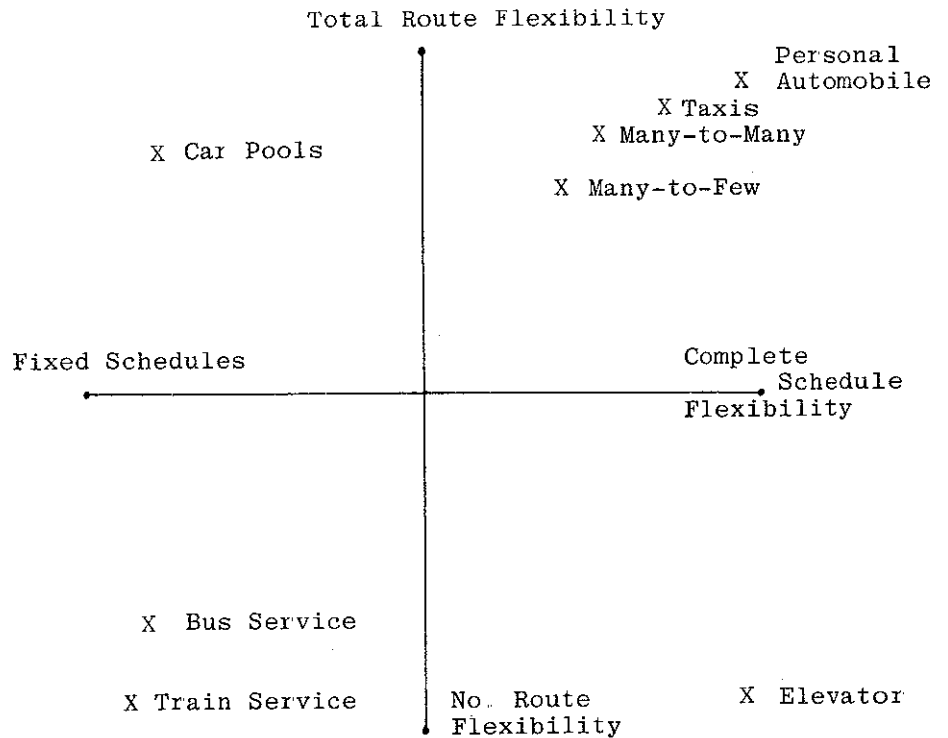 Total Route Flexibility
Personal
X Automobile
X Taxis
X Many-to-Many
X Car Pools
X Many-to-Few
Fixed Schedules
Complete
Schedule
Flexibility
X Bus Service
X Train Service
No. Route
Flexibility
X Elevator